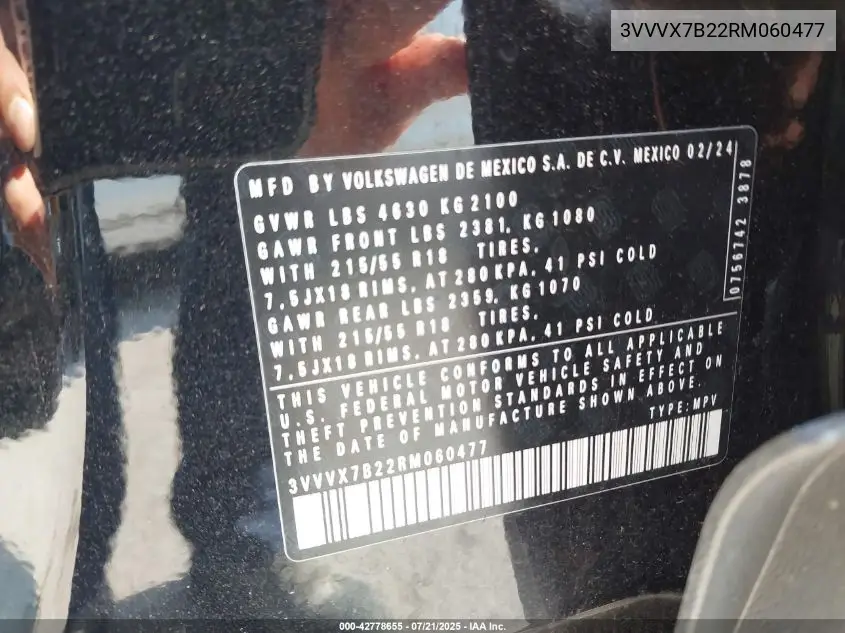 3VVVX7B22RM060477
MFD BY VOLKSWAGEN DE MEXICO S.A. DE C.V. MEXICO 02/24
GVWR LBS 4630 KG 2100
GAWR FRONT LBS 2381, KG 1080
WITH 215/55 R18 TIRES,
7,5JX18 RIMS, AT 280 KPA, 41 PSI COLD
GAWR REAR LBS 2359, KG 1070
WITH 215/55 R18 TIRES,
7,5JX18 RIMS, AT 280 KPA, 41 PSI COLD
0756742 3878
THIS VEHICLE CONFORMS TO ALL APPLICABLE
U.S. FEDERAL MOTOR VEHICLE SAFETY AND
THEFT PREVENTION STANDARDS IN EFFECT ON
THE DATE OF MANUFACTURE SHOWN ABOVE.
TYPE: MPV
3VVVX7B22RM060477
000-42778655 - 07/21/2025 - IAA Inc.